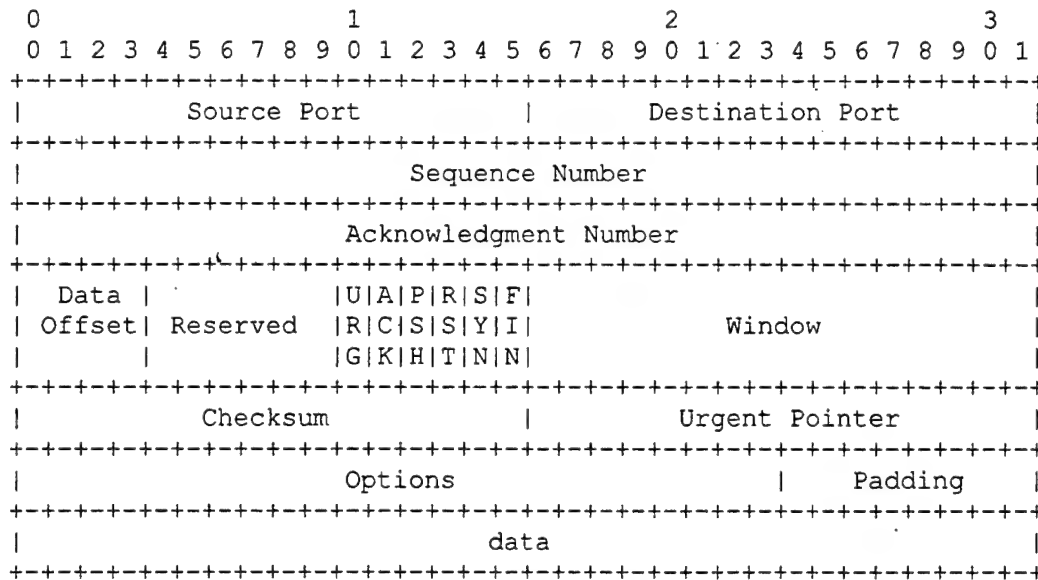 0                   1                   2                   3
 0 1 2 3 4 5 6 7 8 9 0 1 2 3 4 5 6 7 8 9 0 1 2 3 4 5 6 7 8 9 0 1
+-+-+-+-+-+-+-+-+-+-+-+-+-+-+-+-+-+-+-+-+-+-+-+-+-+-+-+-+-+-+-+-+
|          Source Port          |       Destination Port        |
+-+-+-+-+-+-+-+-+-+-+-+-+-+-+-+-+-+-+-+-+-+-+-+-+-+-+-+-+-+-+-+-+
|                        Sequence Number                        |
+-+-+-+-+-+-+-+-+-+-+-+-+-+-+-+-+-+-+-+-+-+-+-+-+-+-+-+-+-+-+-+-+
|                    Acknowledgment Number                      |
+-+-+-+-+-+-+-+-+-+-+-+-+-+-+-+-+-+-+-+-+-+-+-+-+-+-+-+-+-+-+-+-+
|  Data |           |U|A|P|R|S|F|                               |
| Offset| Reserved  |R|C|S|S|Y|I|            Window             |
|       |           |G|K|H|T|N|N|                               |
+-+-+-+-+-+-+-+-+-+-+-+-+-+-+-+-+-+-+-+-+-+-+-+-+-+-+-+-+-+-+-+-+
|           Checksum            |         Urgent Pointer        |
+-+-+-+-+-+-+-+-+-+-+-+-+-+-+-+-+-+-+-+-+-+-+-+-+-+-+-+-+-+-+-+-+
|                    Options                    |    Padding    |
+-+-+-+-+-+-+-+-+-+-+-+-+-+-+-+-+-+-+-+-+-+-+-+-+-+-+-+-+-+-+-+-+
|                             data                              |
+-+-+-+-+-+-+-+-+-+-+-+-+-+-+-+-+-+-+-+-+-+-+-+-+-+-+-+-+-+-+-+-+